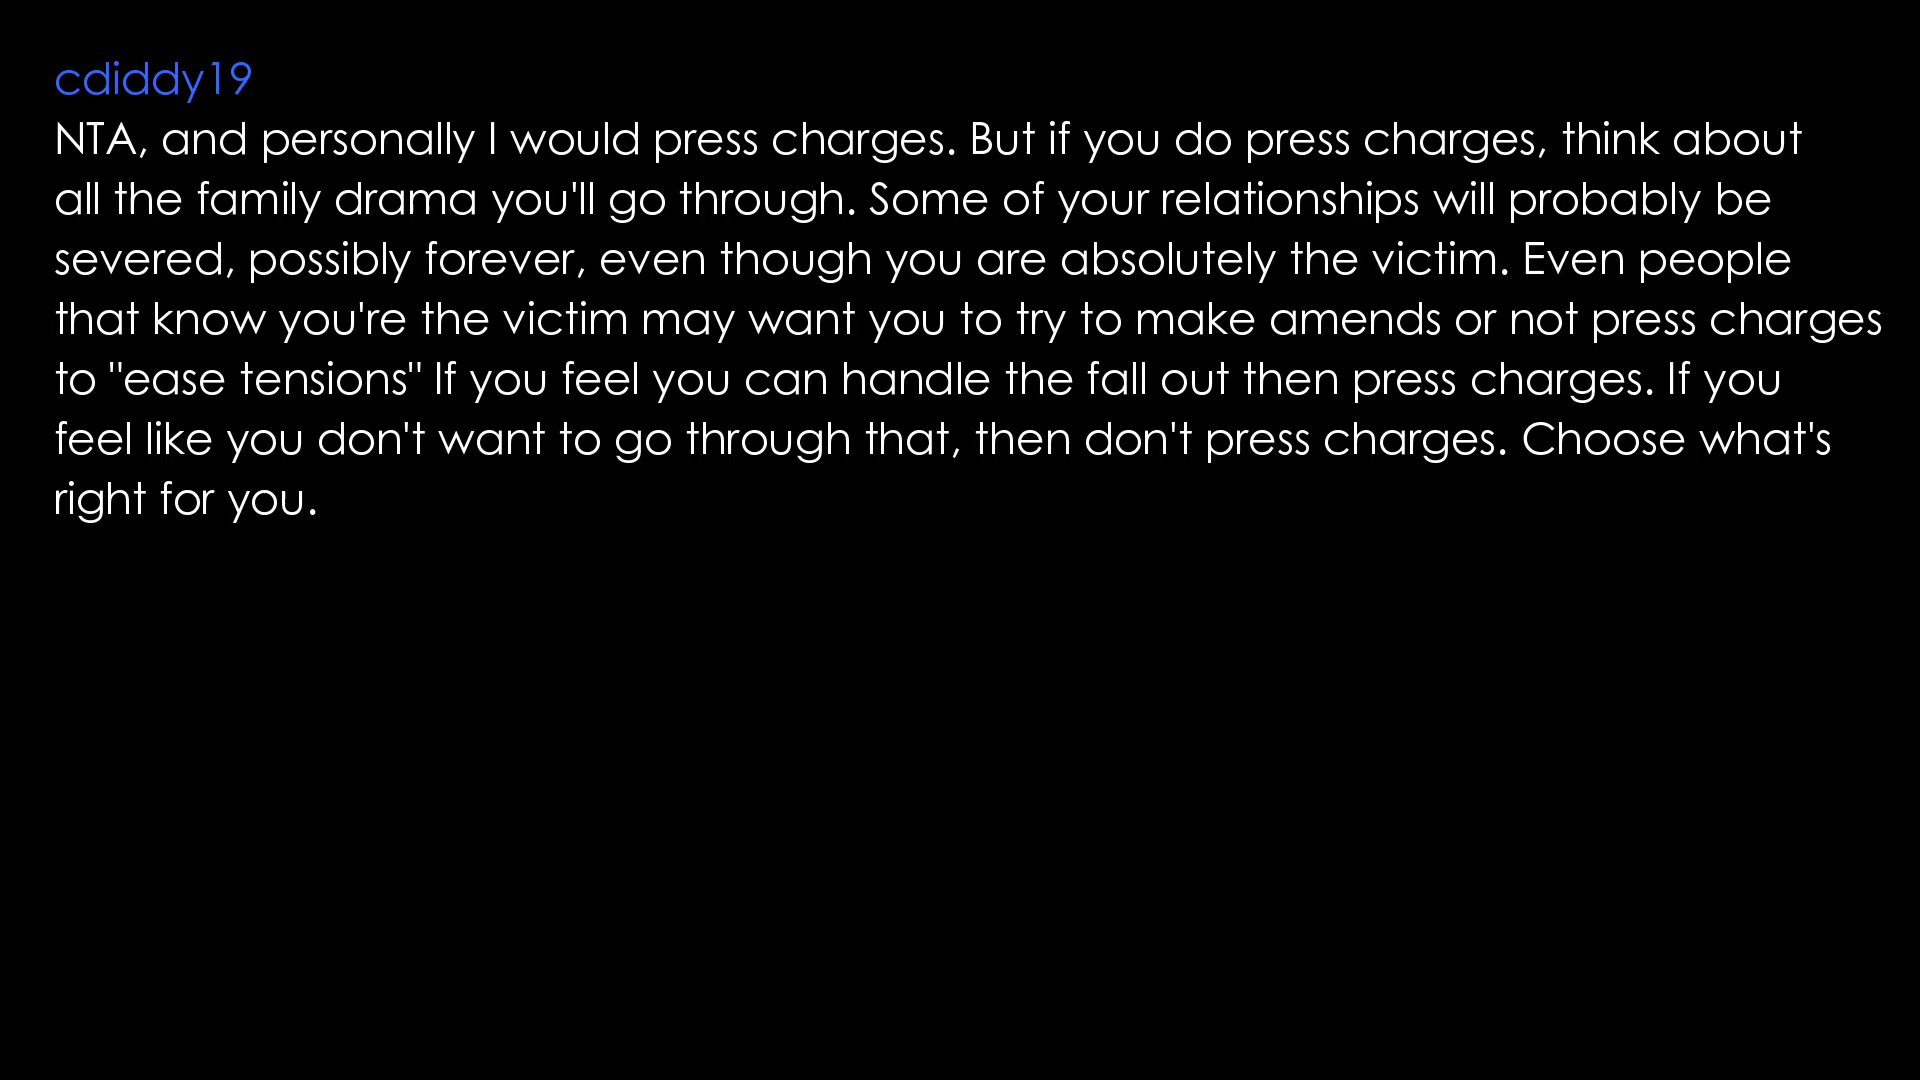 cdiddy19
NTA, and personally I would press charges. But if you do press charges, think about
all the family drama you'll go through. Some of your relationships will probably be
severed, possibly forever, even though you are absolutely the victim. Even people
that know you're the victim may want you to try to make amends or not press charges
to "ease tensions" If you feel you can handle the fall out then press charges. If you
feel like you don't want to go through that, then don't press charges. Choose what's
right for you.